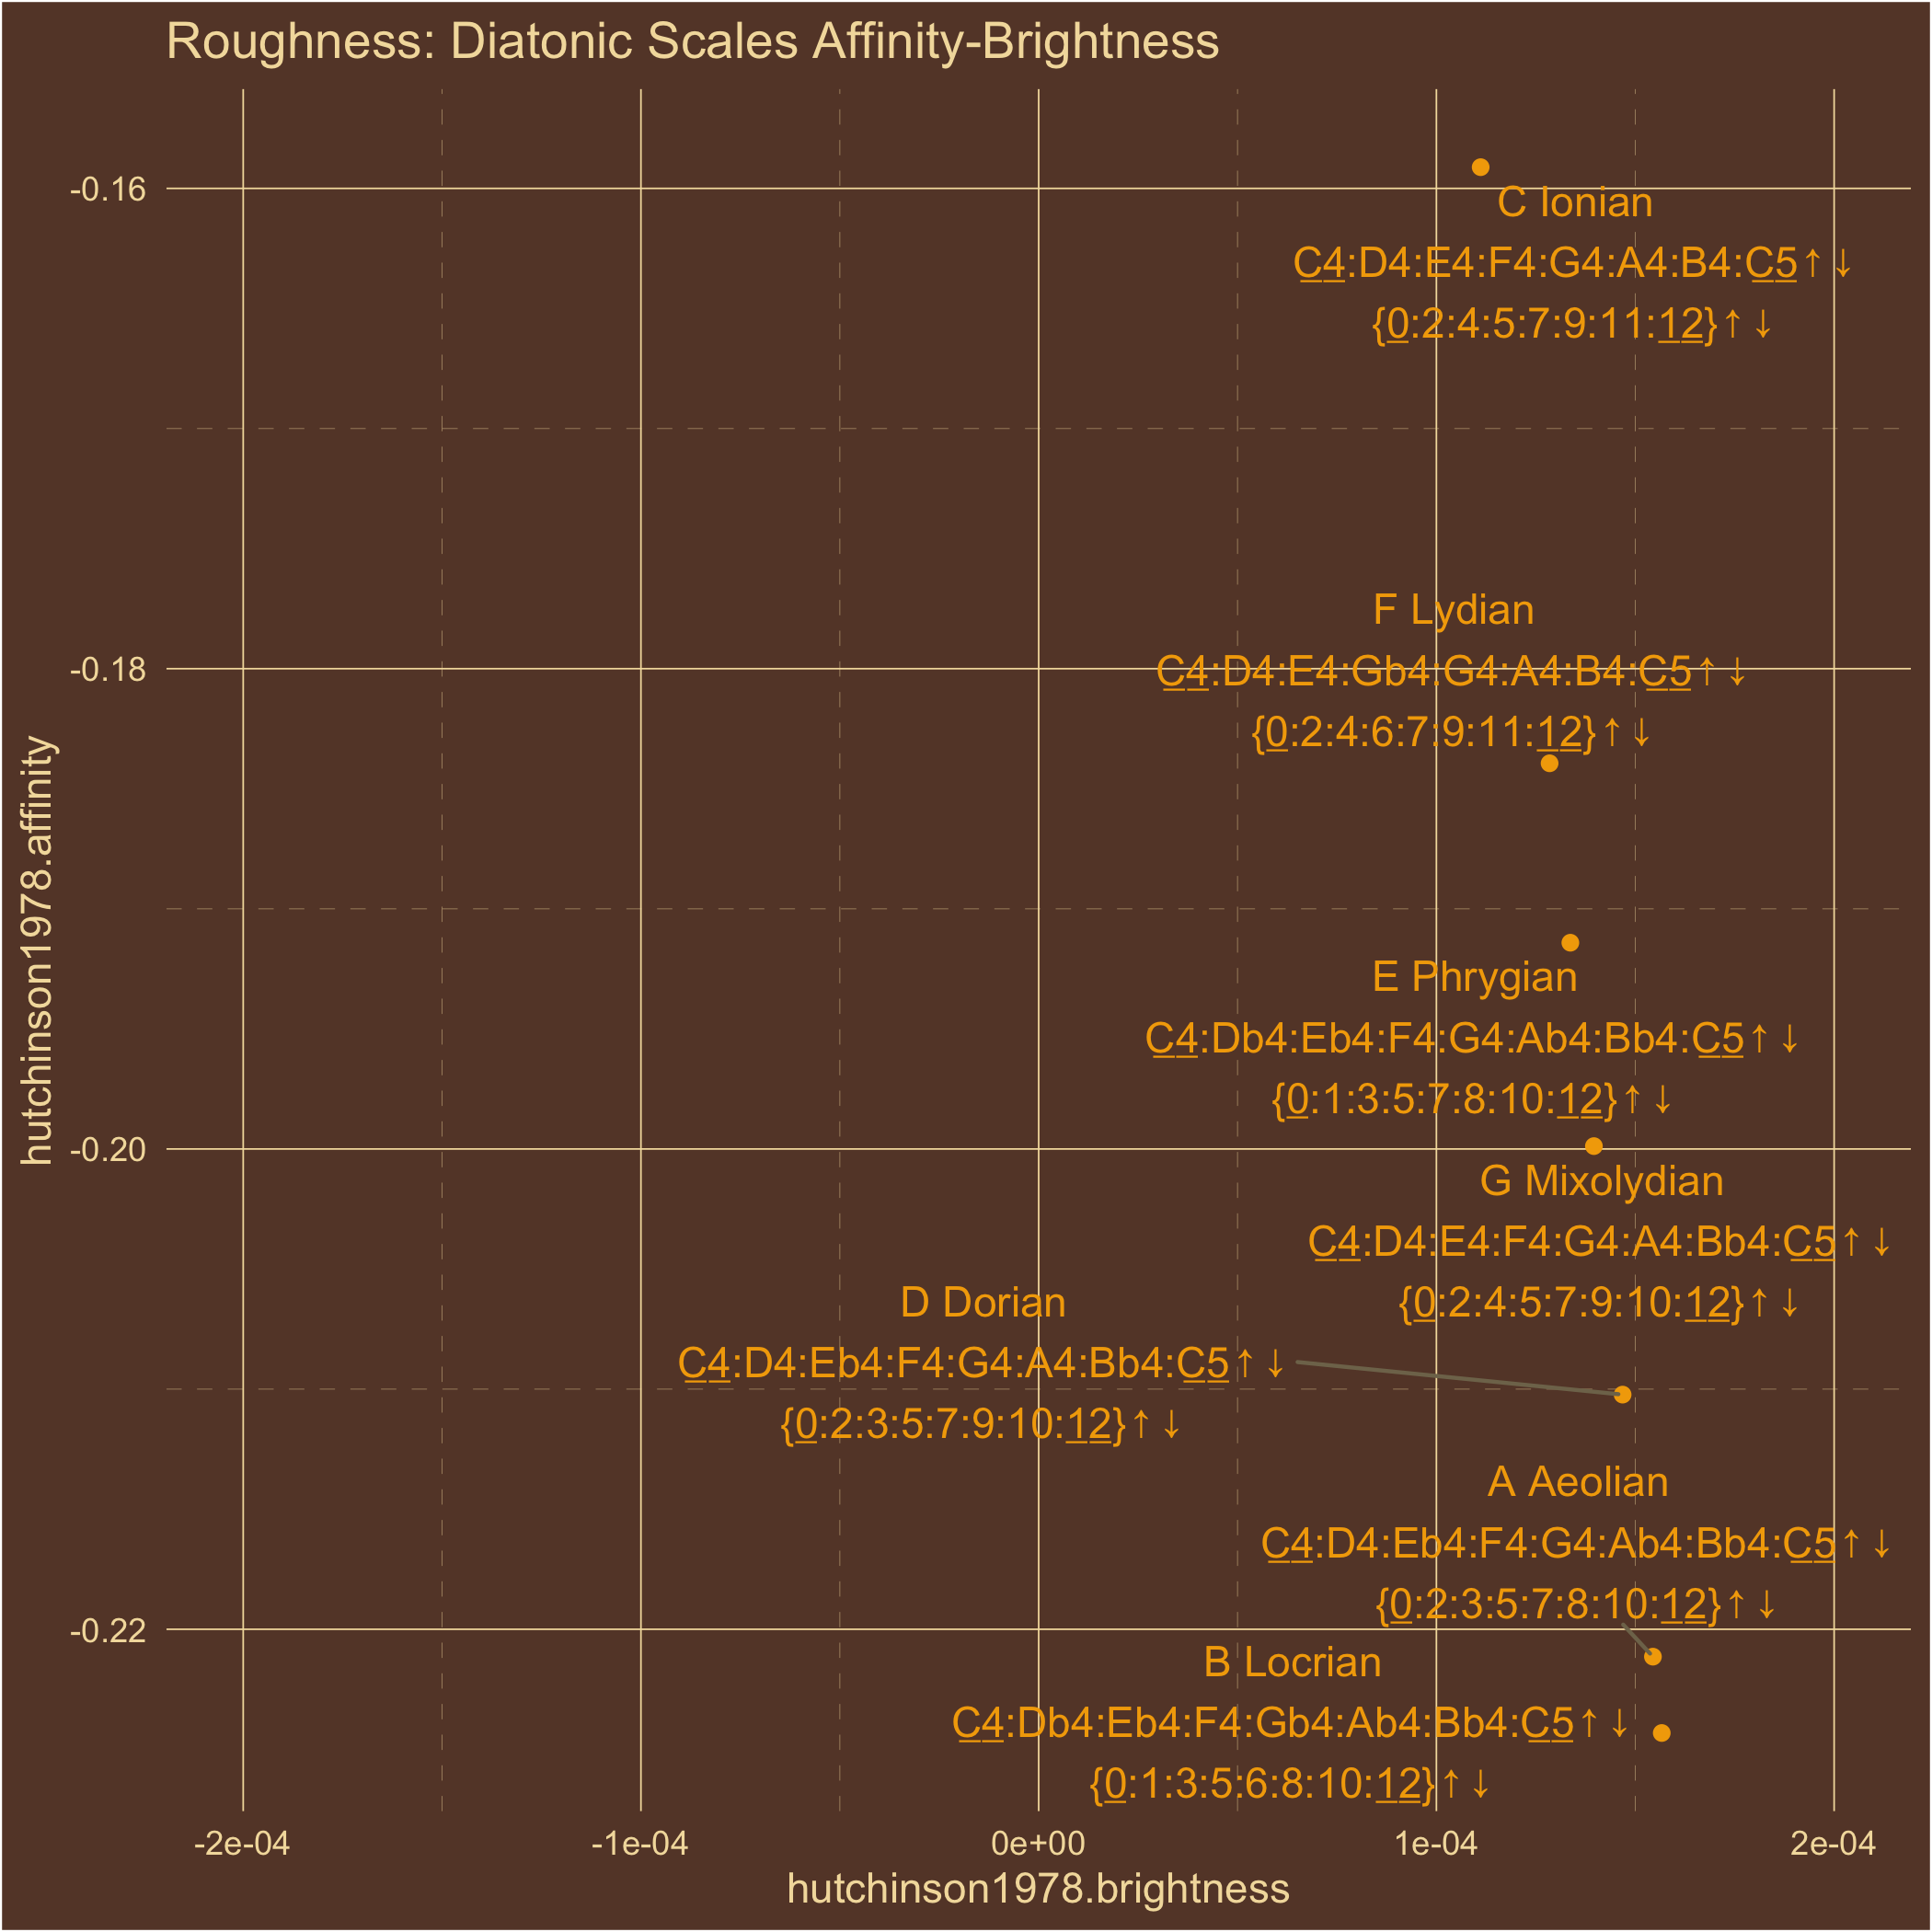 Roughness: Diatonic Scales Affinity-Brightness
hutchinson1978.affinity
-0.16
-0.18
-0.20
-0.22
C Ionian
C4:D4:E4:F4:G4:A4:B4:C5↑↓
{0:2:4:5:7:9:11:12}↑↓
F Lydian
C4:D4:E4:Gb4:G4:A4:B4:C5↑↓
{0:2:4:6:7:9:11:12}↑↓
E Phrygian
C4:Db4:Eb4:F4:G4:Ab4:Bb4:C5↑↓
{0:1:3:5:7:8:10:12}↑↓
G Mixolydian
C4:D4:E4:F4:G4:A4:Bb4:C5↑↓
{0:2:4:5:7:9:10:12}↑↓
D Dorian
C4:D4:Eb4:F4:G4:A4:Bb4:C5↑↓
{0:2:3:5:7:9:10:12}↑↓
A Aeolian
C4:D4:Eb4:F4:G4:Ab4:Bb4:C5↑↓
{0:2:3:5:7:8:10:12}↑↓
B Locrian
C4:Db4:Eb4:F4:Gb4:Ab4:Bb4:C5↑↓
{0:1:3:5:6:8:10:12}↑↓
-2e-04
-1e-04
0e+00
1e-04
2e-04
hutchinson1978.brightness